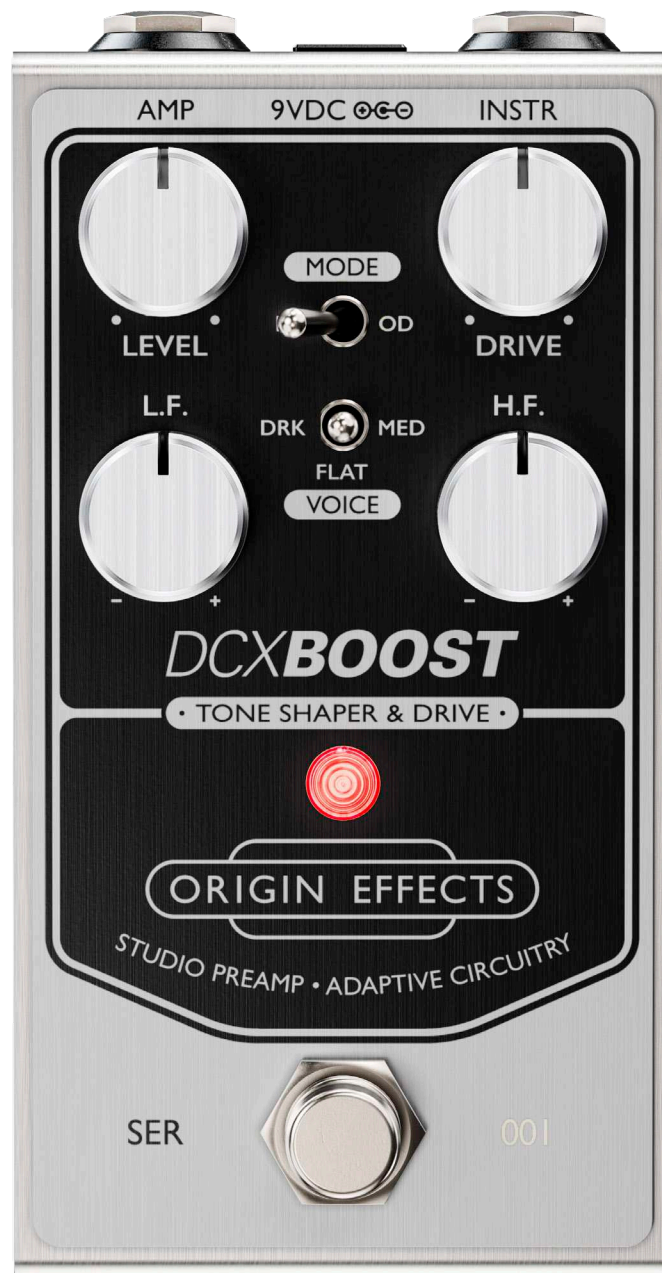 AMP 9VDC INSTR
MODE
OD
LEVEL DRIVE
L.F. H.F.
DRK MED
FLAT
VOICE
- + - +
DCXBOOST
· TONE SHAPER & DRIVE ·
ORIGIN EFFECTS
STUDIO PREAMP • ADAPTIVE CIRCUITRY
SER 001